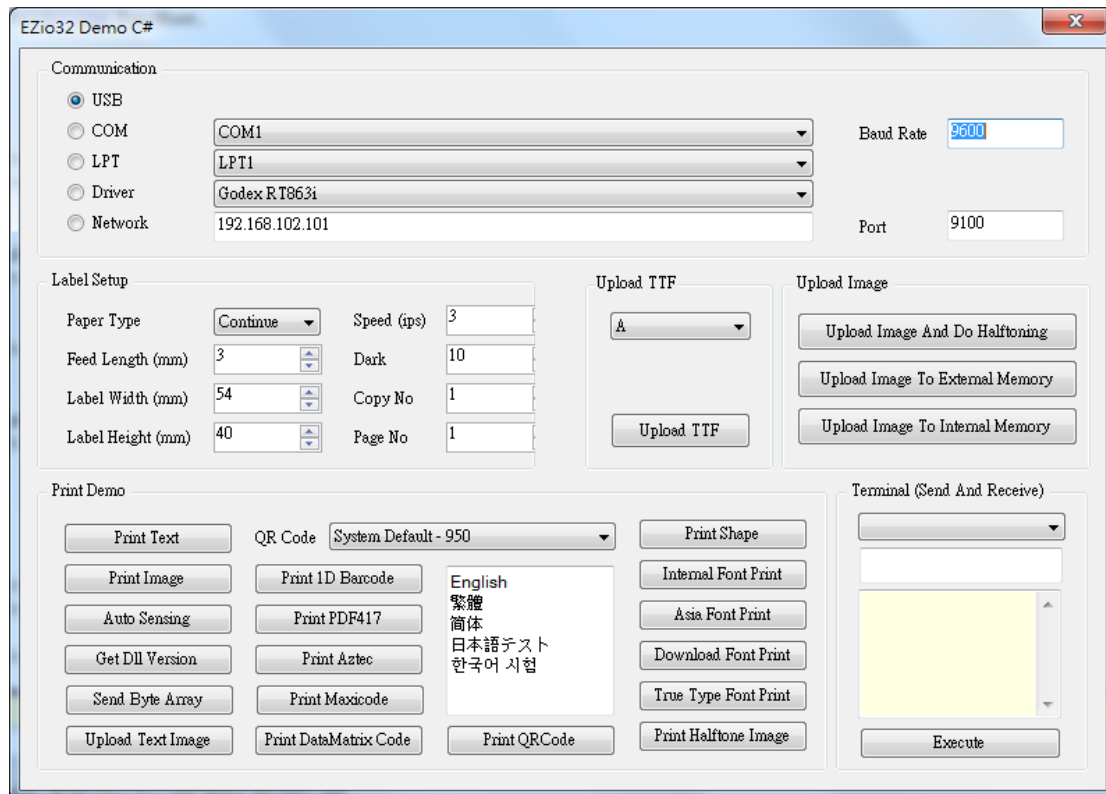 EZio32 Demo C#
Communication
USB
COM COM1 Baud Rate 9600
LPT LPT1
Driver Godex RT863i
Network 192.168.102.101 Port 9100
Label Setup
Paper Type Continue Speed (ips) 3
Feed Length (mm) 3 Dark 10
Label Width (mm) 54 Copy No 1
Label Height (mm) 40 Page No 1
Upload TTF
A
Upload TTF
Upload Image
Upload Image And Do Halftoning
Upload Image To External Memory
Upload Image To Internal Memory
Print Demo
Print Text
Print Image
Auto Sensing
Get Dll Version
Send Byte Array
Upload Text Image
QR Code System Default - 950
Print 1D Barcode
Print PDF417
Print Aztec
Print Maxicode
Print DataMatrix Code
English
繁體
简体
日本語テスト
한국어 시험
Print QRCode
Print Shape
Internal Font Print
Asia Font Print
Download Font Print
True Type Font Print
Print Halftone Image
Terminal (Send And Receive)
Execute